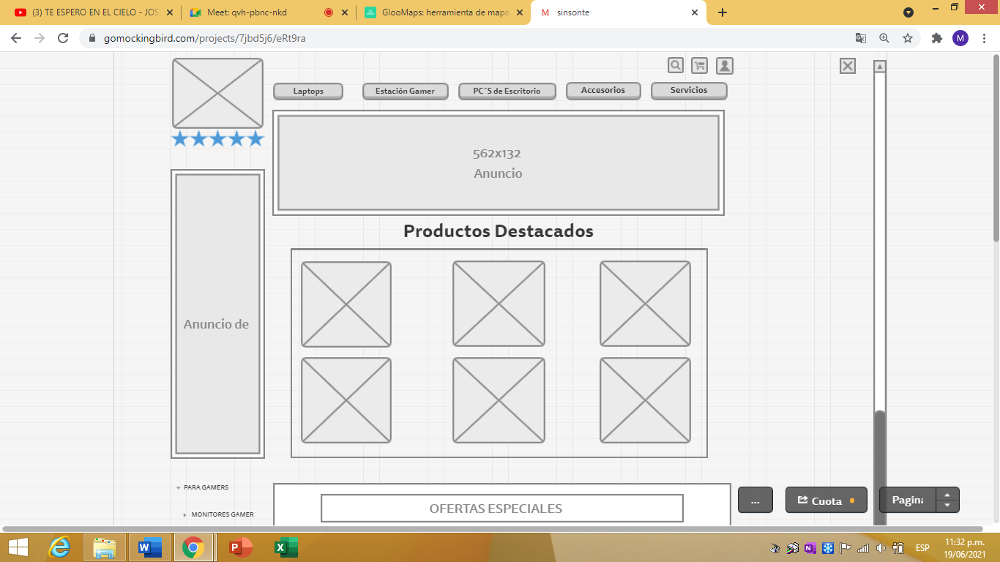 (3) TE ESPERO EN EL CIELO - JOS
Meet: qvh-pbnc-nkd
GlooMaps: herramienta de mapa
M sinsonte
gomockingbird.com/projects/7jbd5j6/eRt9ra
M
Laptops
Estación Gamer
PC´S de Escritorio
Accesorios
Servicios
562x132
Anuncio
Productos Destacados
Anuncio de
PARA GAMERS
MONITORES GAMER
OFERTAS ESPECIALES
...
Cuota
Pagina
W
P
X
N
ESP
11:32 p.m.
19/06/2021